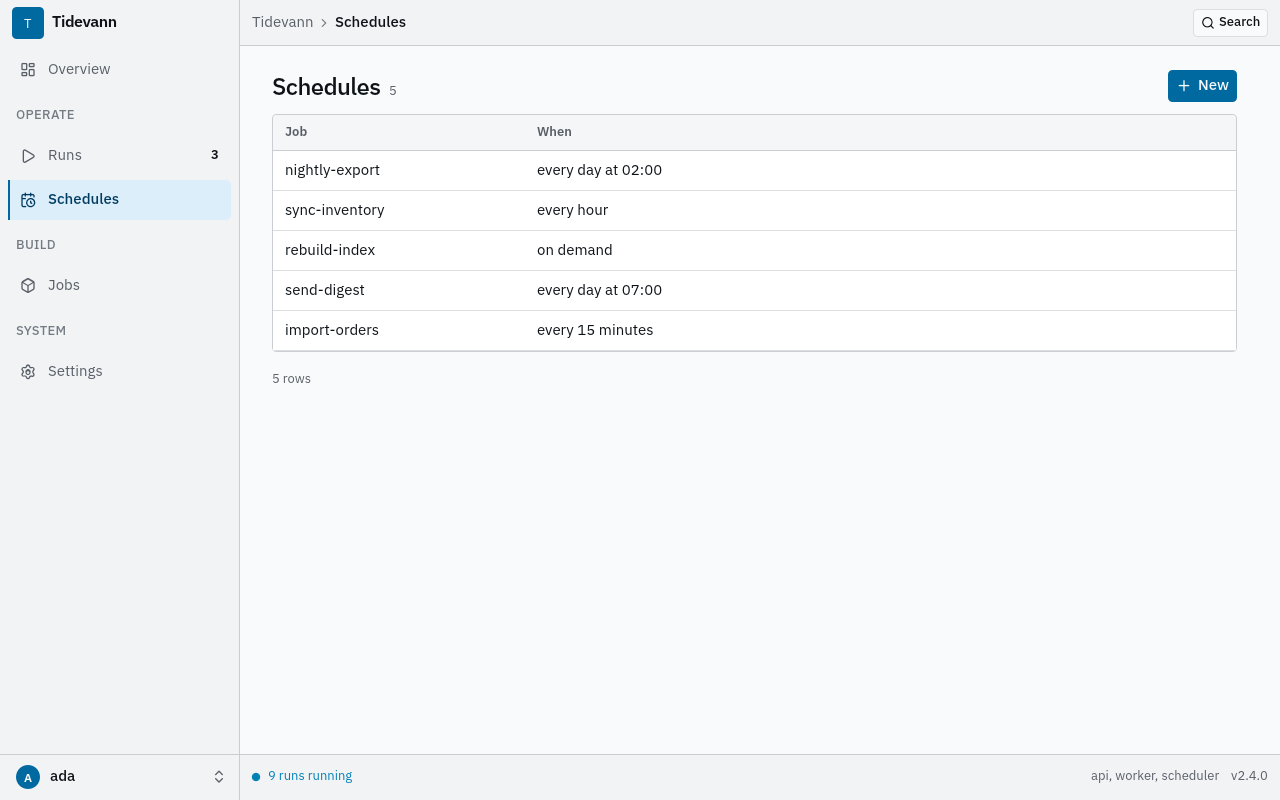 T Tidevann
Overview
OPERATE
Runs 3
Schedules
BUILD
Jobs
SYSTEM
Settings
A ada
Tidevann > Schedules
Search
Schedules 5
New
Job When
nightly-export every day at 02:00
sync-inventory every hour
rebuild-index on demand
send-digest every day at 07:00
import-orders every 15 minutes
5 rows
9 runs running
api, worker, scheduler v2.4.0